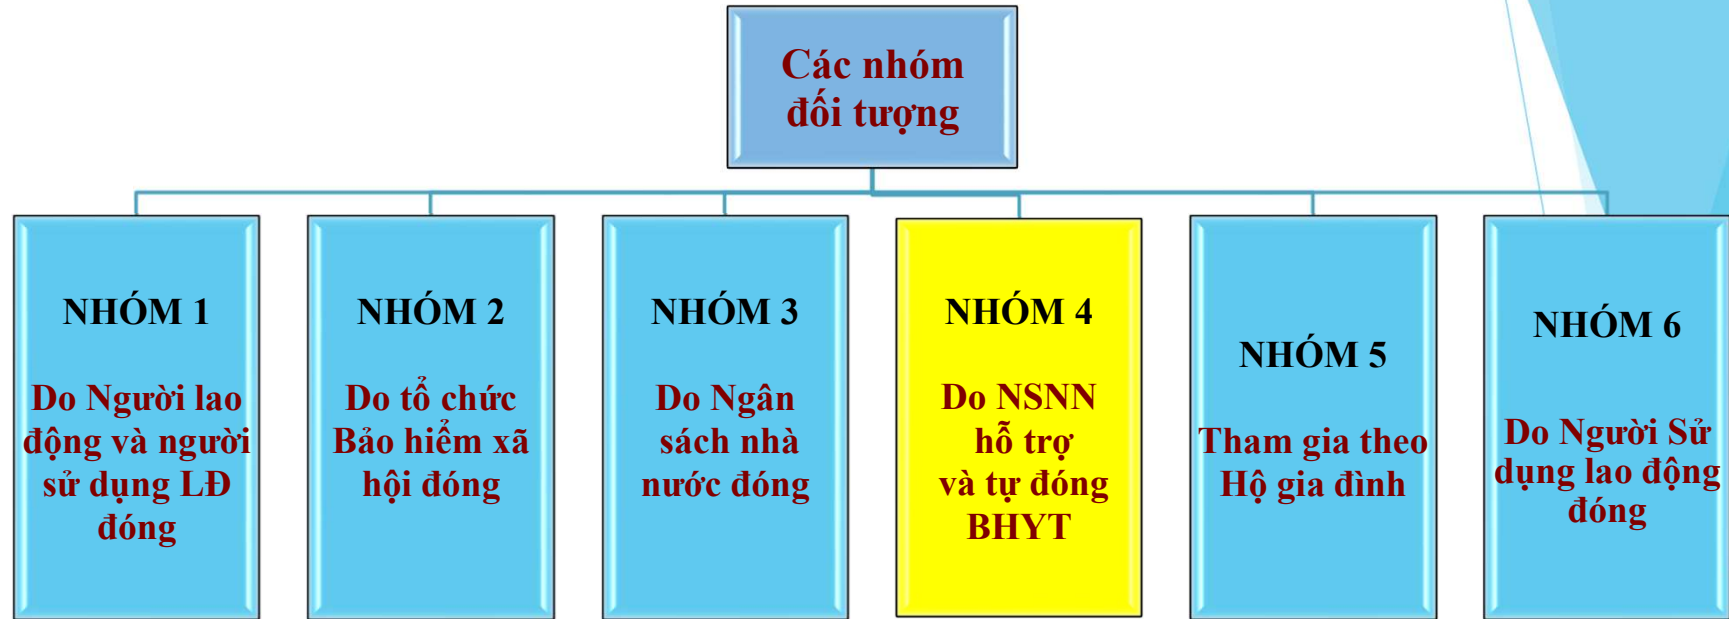 Các nhóm
đối tượng
NHÓM 1
Do Người lao
động và người
sử dụng LĐ
đóng
NHÓM 2
Do tổ chức
Bảo hiểm xã
hội đóng
NHÓM 3
Do Ngân
sách nhà
nước đóng
NHÓM 4
Do NSNN
hỗ trợ
và tự đóng
BHYT
NHÓM 5
Tham gia theo
Hộ gia đình
NHÓM 6
Do Người Sử
dụng lao động
đóng